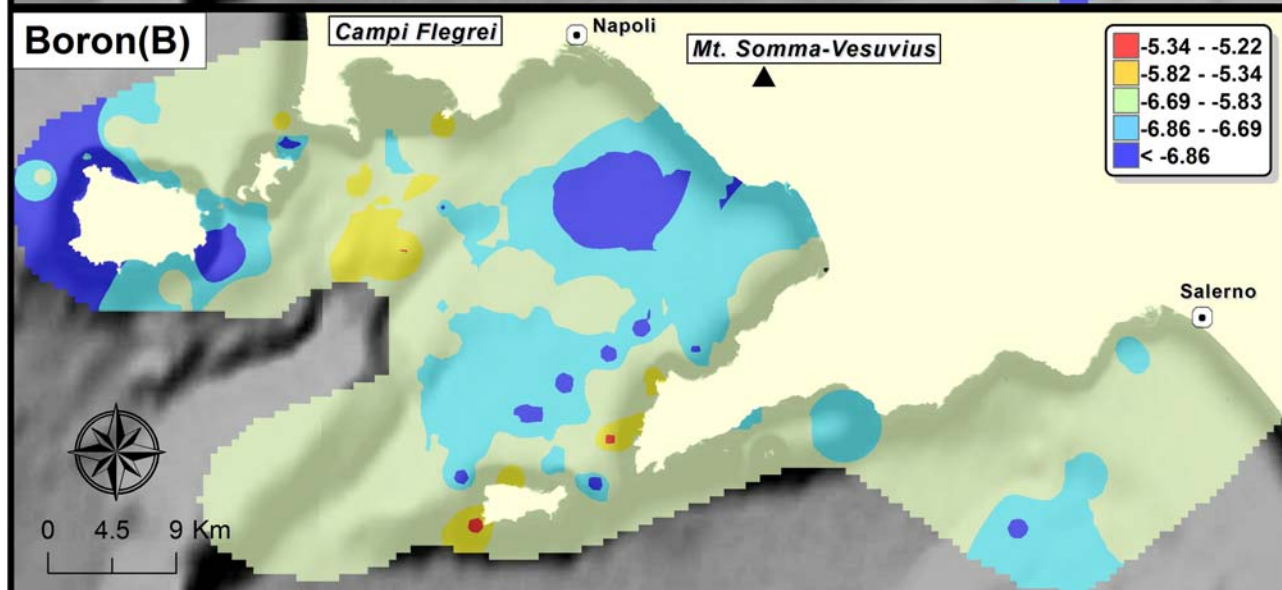 Boron(B)
Campi Flegrei
Napoli
Mt. Somma-Vesuvius
-5.34 - -5.22
-5.82 - -5.34
-6.69 - -5.83
-6.86 - -6.69
< -6.86
Salerno
0 4.5 9 Km